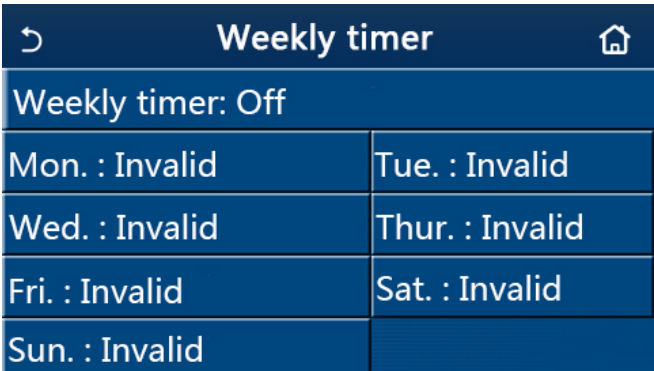 Weekly timer
Weekly timer: Off
Mon. : Invalid
Tue. : Invalid
Wed. : Invalid
Thur. : Invalid
Fri. : Invalid
Sat. : Invalid
Sun. : Invalid